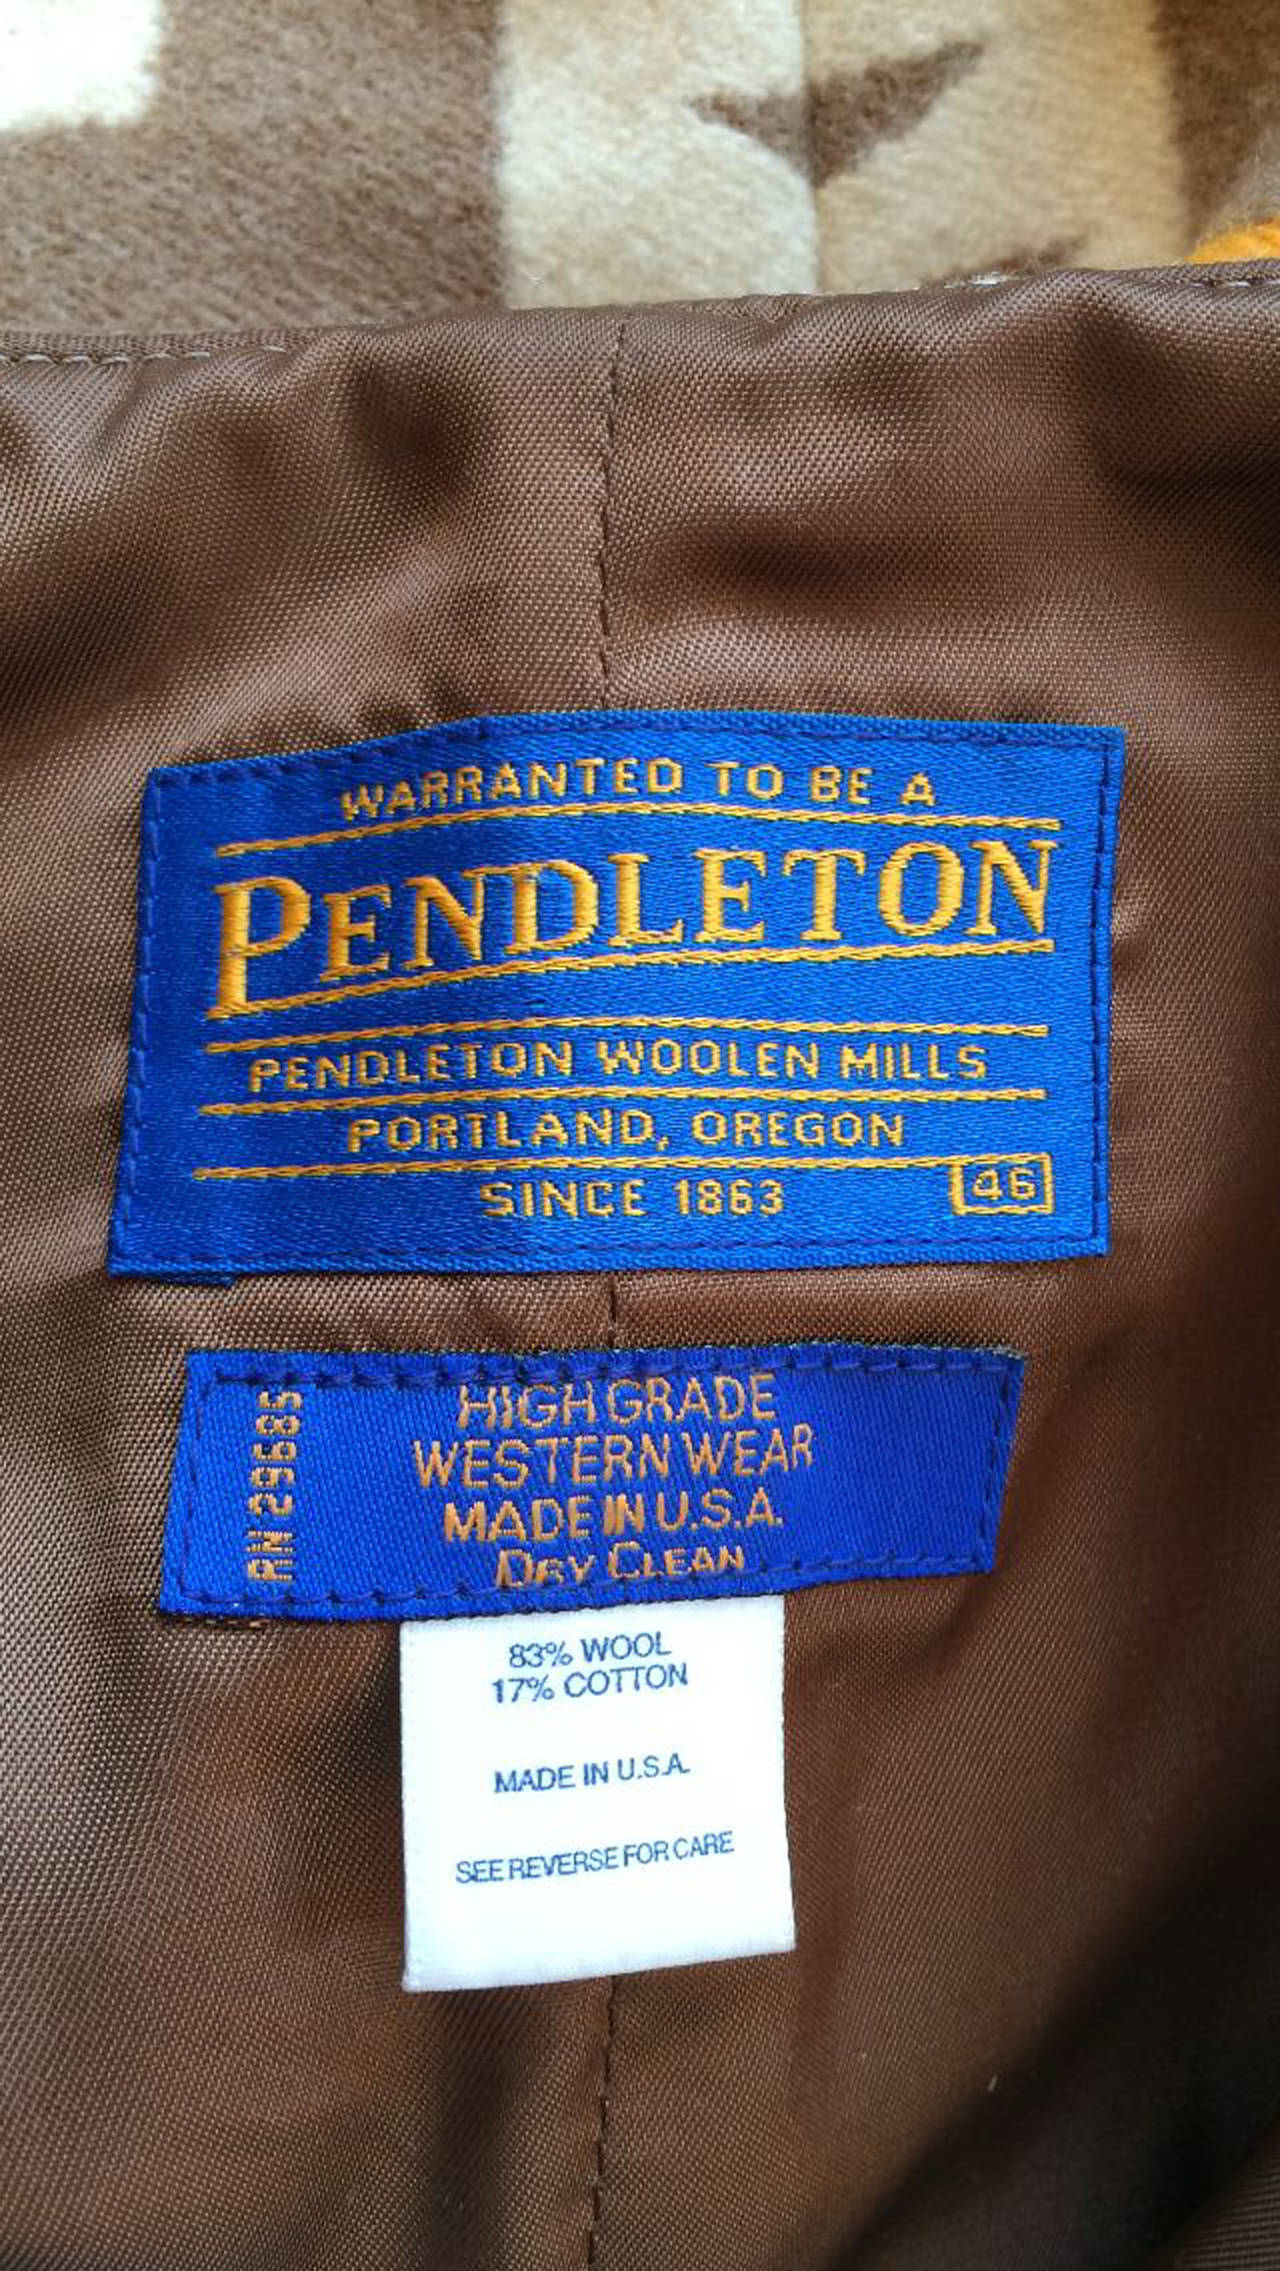 WARRANTED TO BE A
PENDLETON
PENDLETON WOOLEN MILLS
PORTLAND, OREGON
SINCE 1863
46
RN 29685
HIGH GRADE
WESTERN WEAR
MADE IN U.S.A.
DRY CLEAN
83% WOOL
17% COTTON
MADE IN U.S.A.
SEE REVERSE FOR CARE